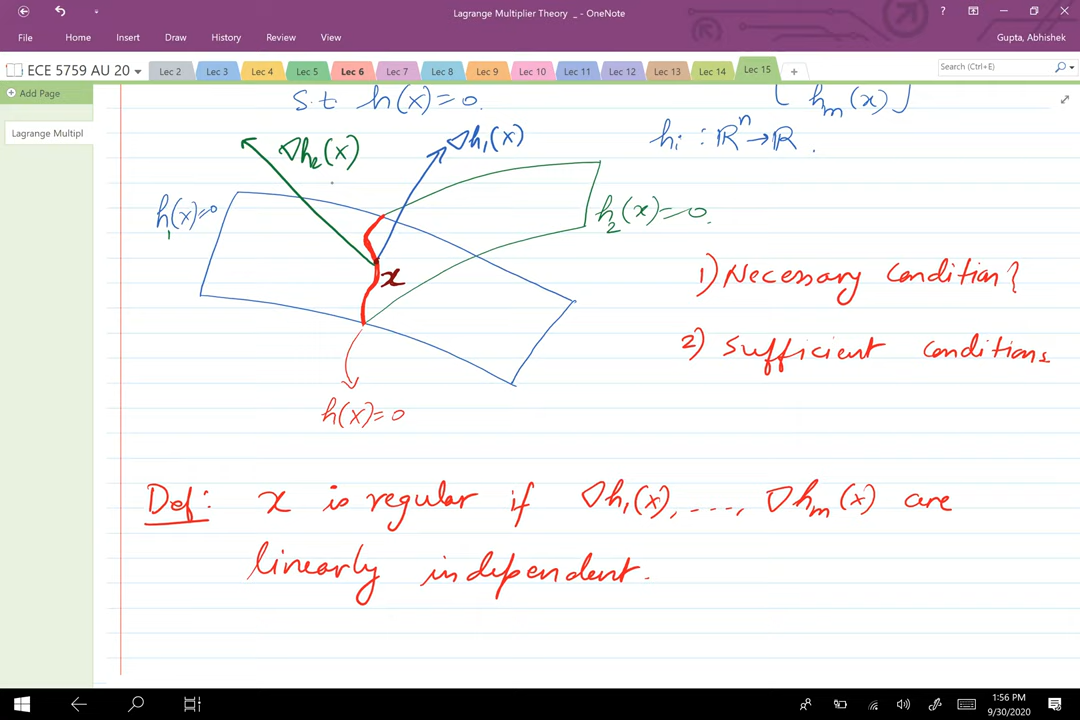 Lagrange Multiplier Theory _ - OneNote
?
File Home Insert Draw History Review View
Gupta, Abhishek
ECE 5759 AU 20
Lec 2 Lec 3 Lec 4 Lec 5 Lec 6 Lec 7 Lec 8 Lec 9 Lec 10 Lec 11 Lec 12 Lec 13 Lec 14 Lec 15 +
Search (Ctrl+E)
Add Page
Lagrange Multipl
s.t. h(x)=0.
hm(x)
hi : ℝⁿ→ℝ.
∇h₂(x)
∇h₁(x)
h₁(x)=0
h₂(x)=0.
x
h(x)=0
1) Necessary Condition?
2) Sufficient conditions
Def: x is regular if ∇h₁(x), ...., ∇hm(x) are
linearly independent.
1:56 PM
9/30/2020